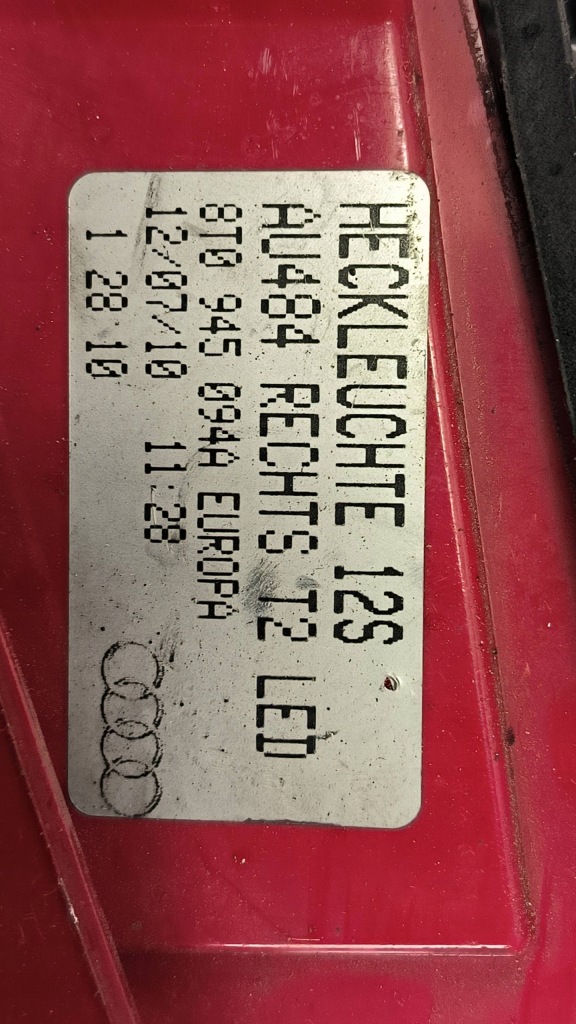 HECKLEUCHTE 12S
AU484 RECHTS T2 LED
8T0 945 094A EUROPA
12/07/10 11:28
1 28 10